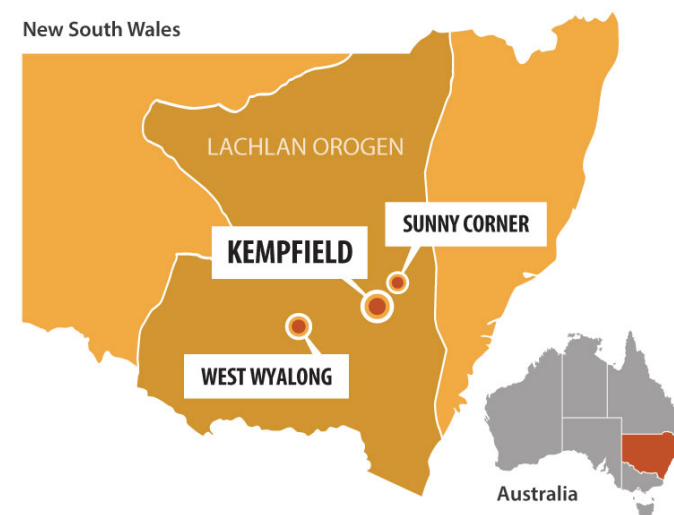 New South Wales
LACHLAN OROGEN
SUNNY CORNER
KEMPFIELD
WEST WYALONG
Australia